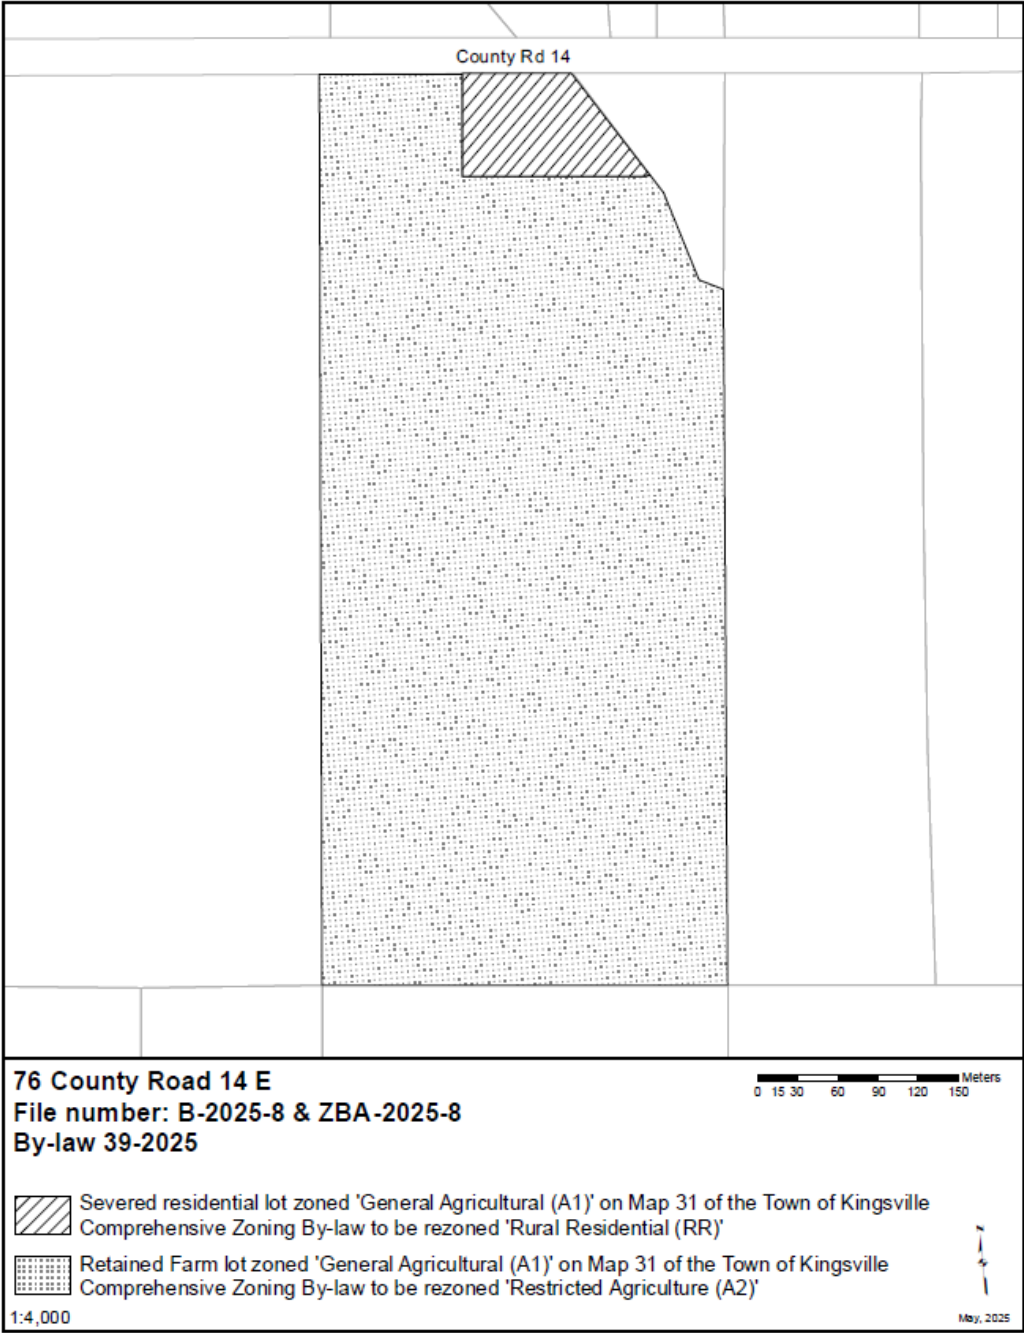 County Rd 14
76 County Road 14 E
File number: B-2025-8 & ZBA-2025-8
By-law 39-2025
Meters
0 15 30 60 90 120 150
Severed residential lot zoned 'General Agricultural (A1)' on Map 31 of the Town of Kingsville
Comprehensive Zoning By-law to be rezoned 'Rural Residential (RR)'
Retained Farm lot zoned 'General Agricultural (A1)' on Map 31 of the Town of Kingsville
Comprehensive Zoning By-law to be rezoned 'Restricted Agriculture (A2)'
N
1:4,000
May, 2025